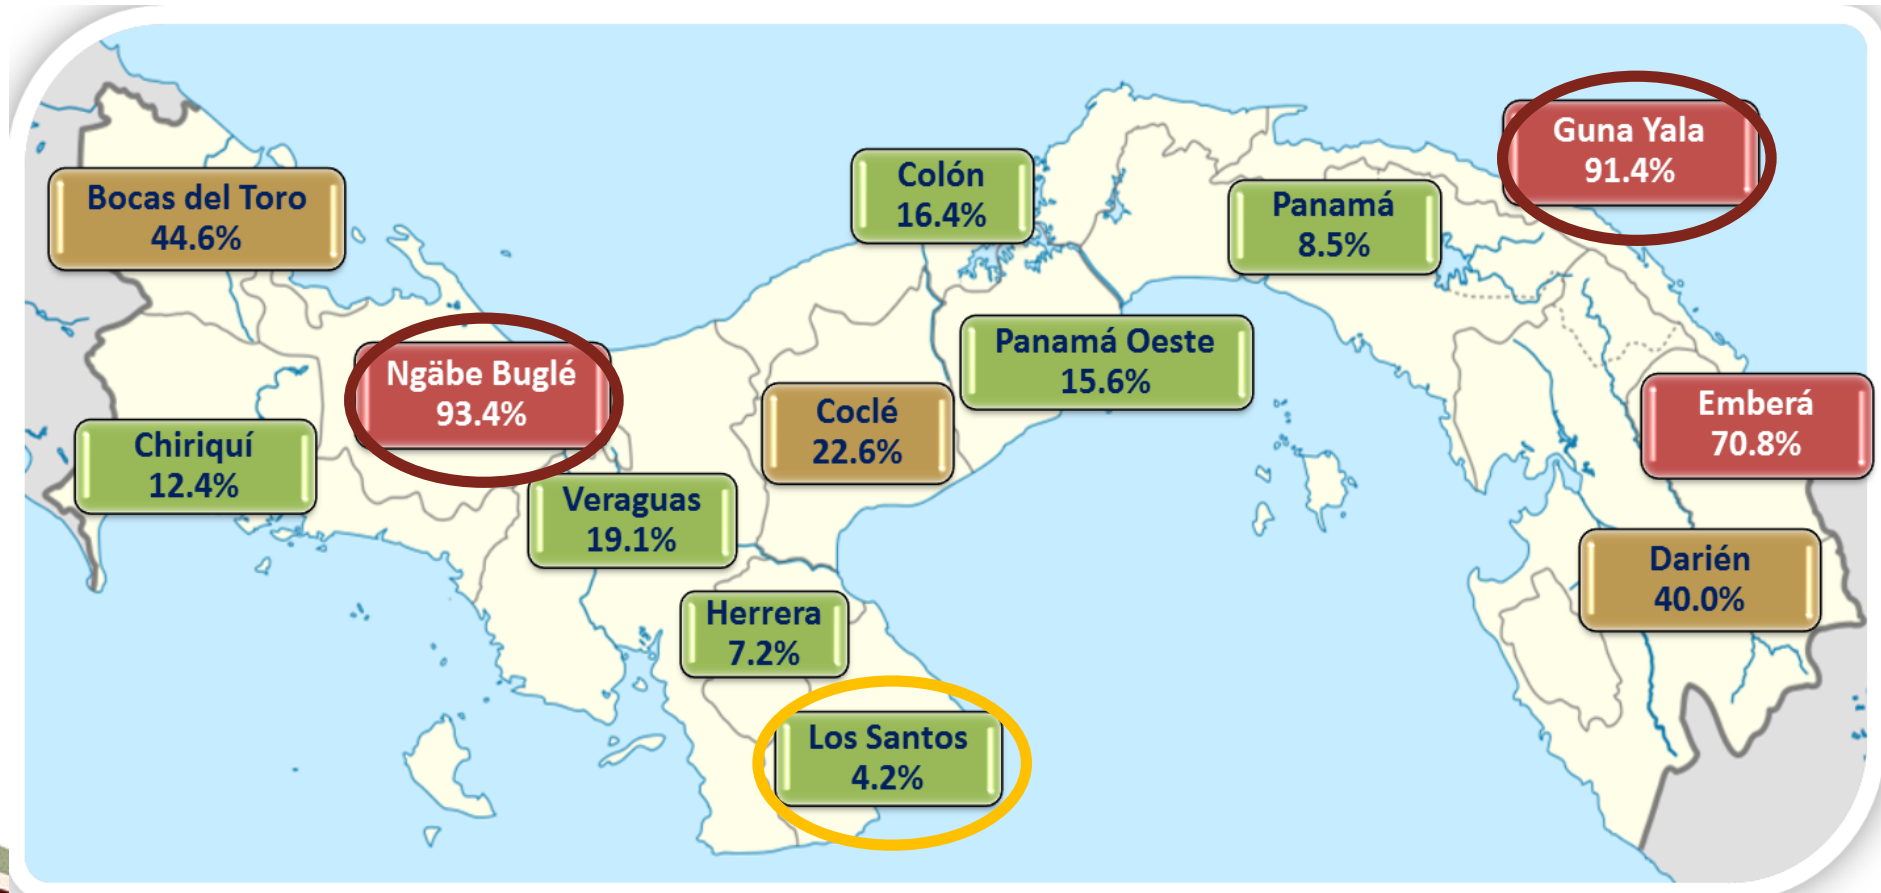 Guna Yala
91.4%
Colón
16.4%
Bocas del Toro
44.6%
Panamá
8.5%
Panamá Oeste
15.6%
Ngäbe Buglé
93.4%
Coclé
22.6%
Emberá
70.8%
Chiriquí
12.4%
Veraguas
19.1%
Darién
40.0%
Herrera
7.2%
Los Santos
4.2%